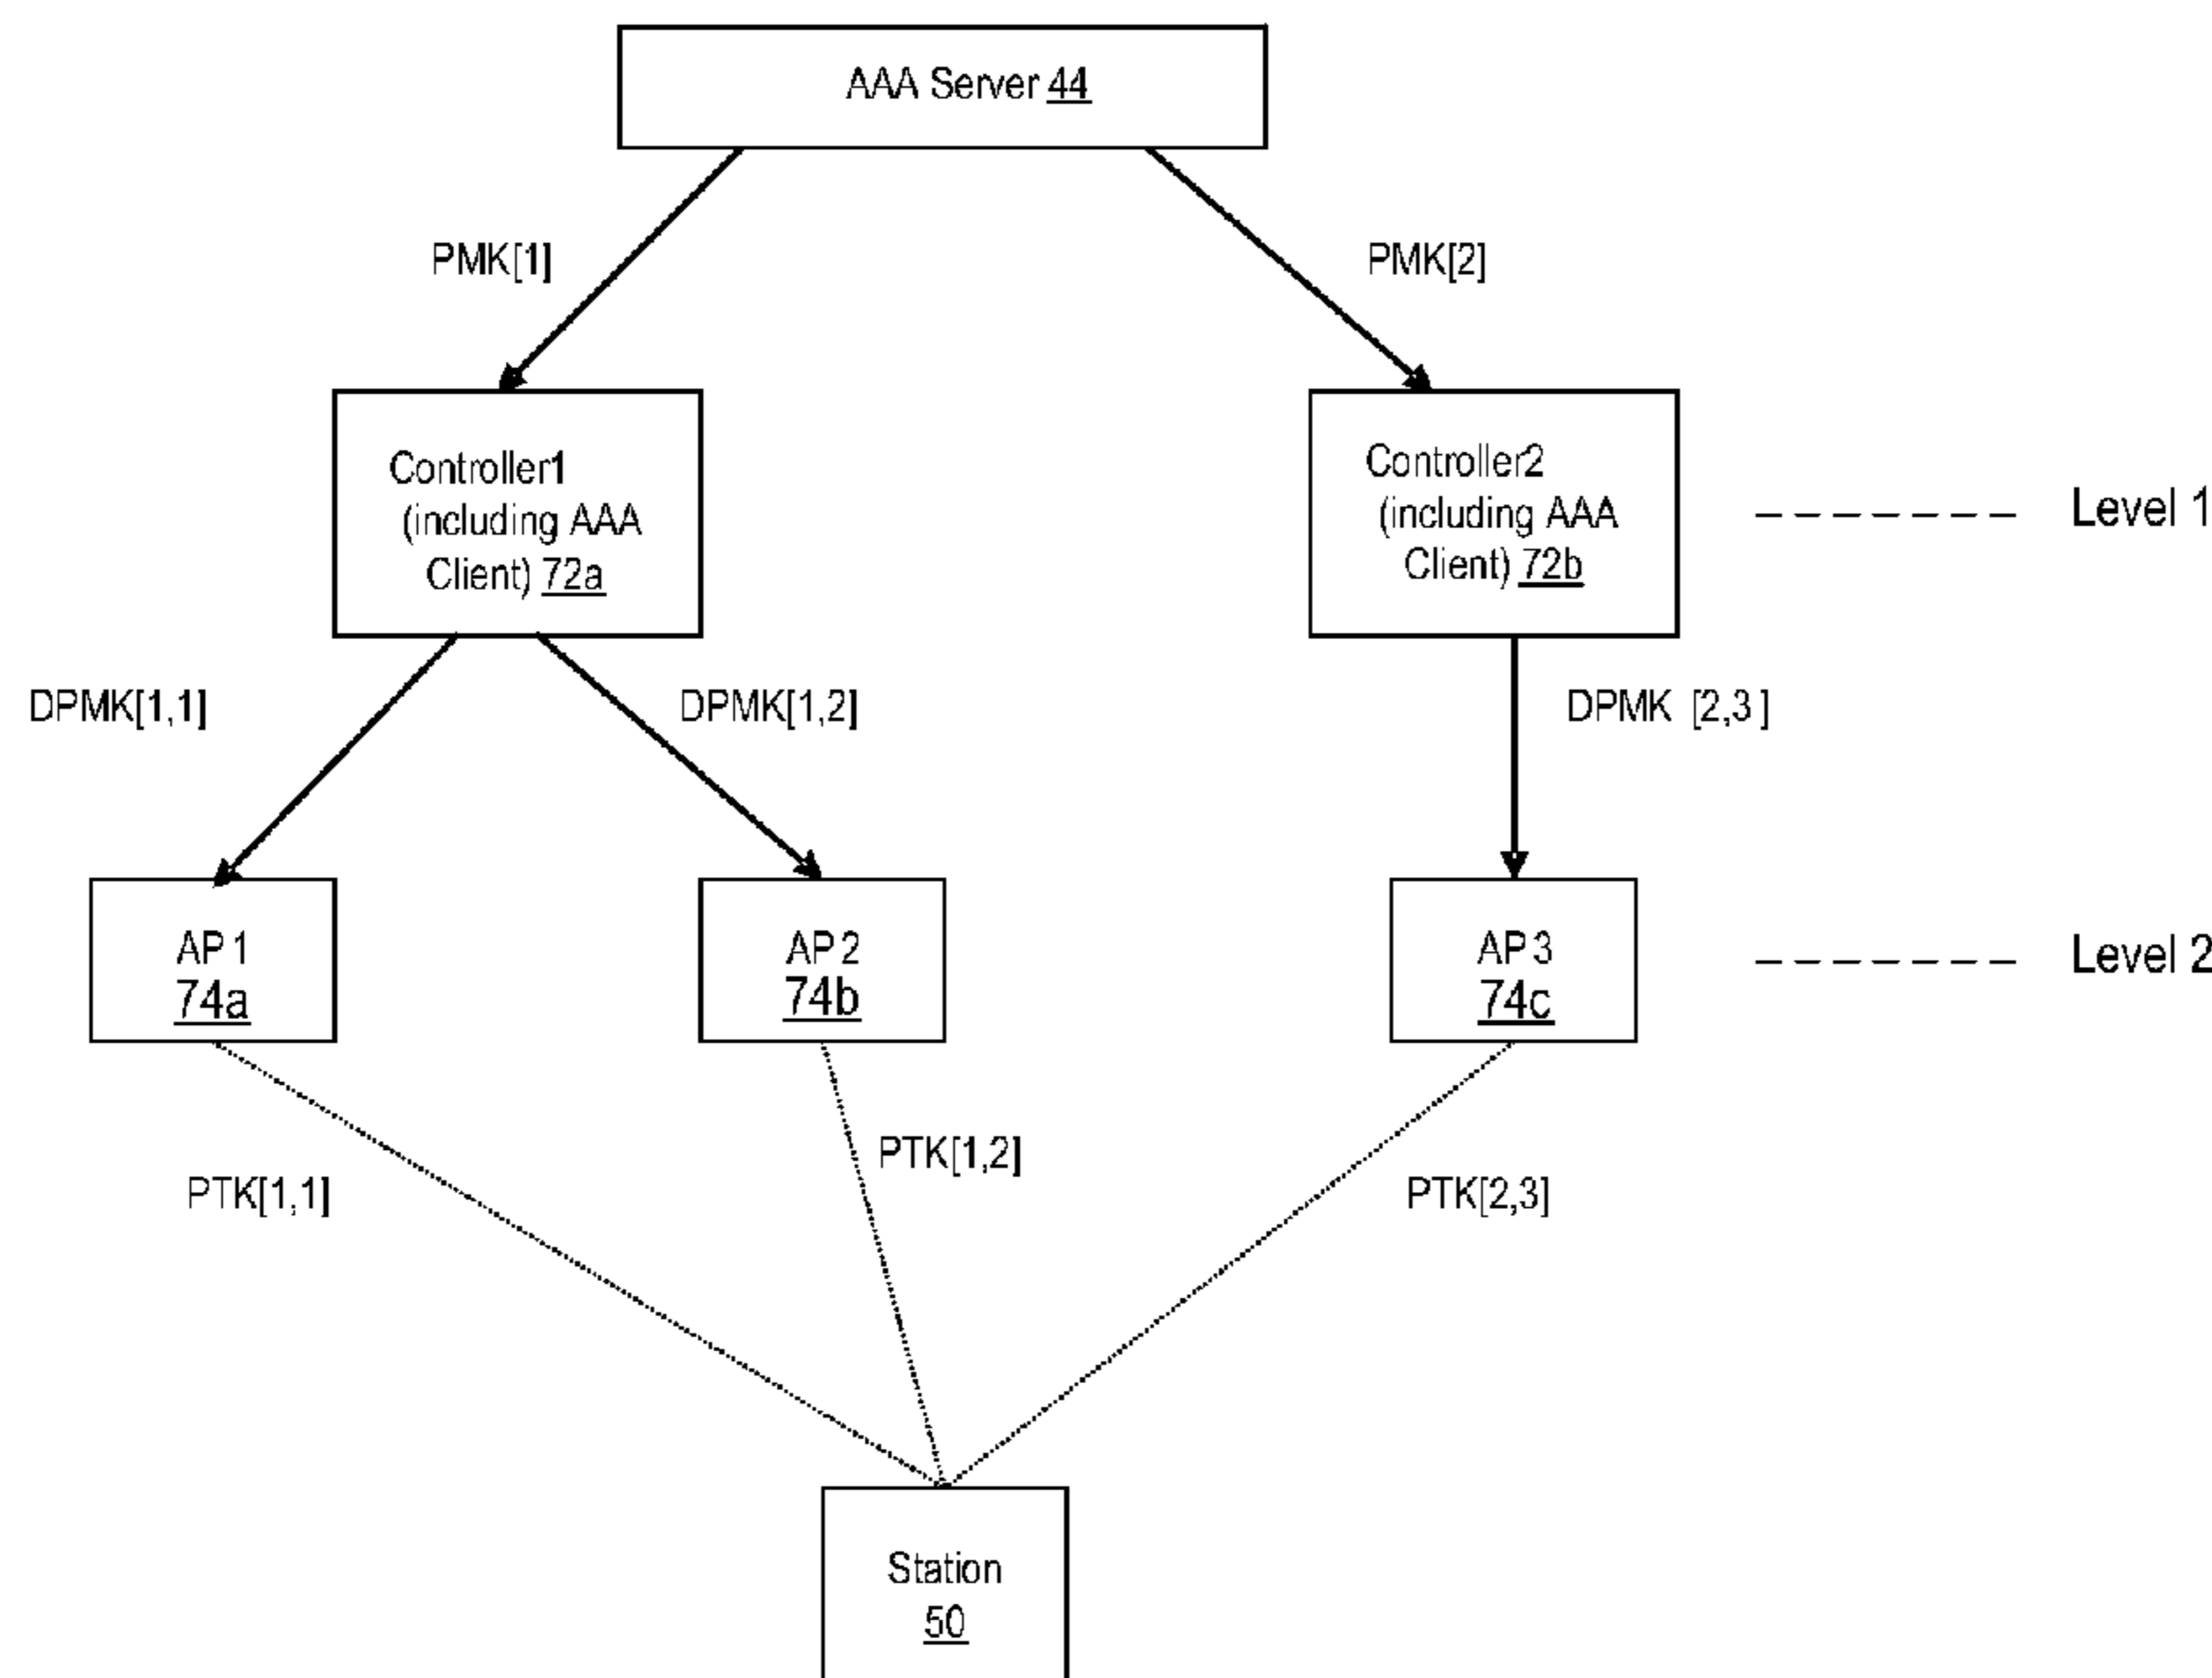 AAA Server 44
PMK[1]
PMK[2]
Controller1
(including AAA
Client) 72a
Controller2
(including AAA
Client) 72b
Level 1
DPMK[1,1]
DPMK[1,2]
DPMK [2,3]
AP 1
74a
AP 2
74b
AP 3
74c
Level 2
PTK[1,1]
PTK[1,2]
PTK[2,3]
Station
50